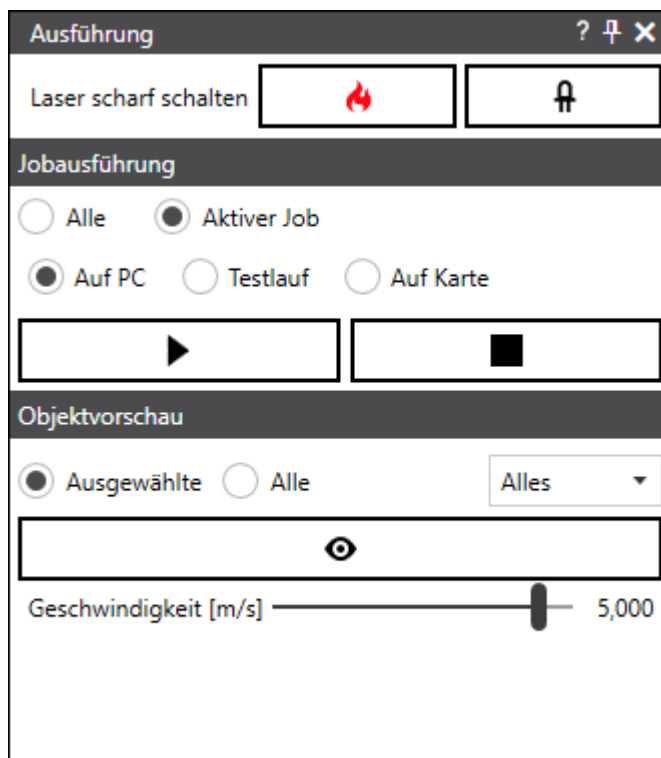 Ausführung ?
Laser scharf schalten
Jobausführung
Alle Aktiver Job
Auf PC Testlauf Auf Karte
Objektvorschau
Ausgewählte Alle Alles
Geschwindigkeit [m/s] 5,000